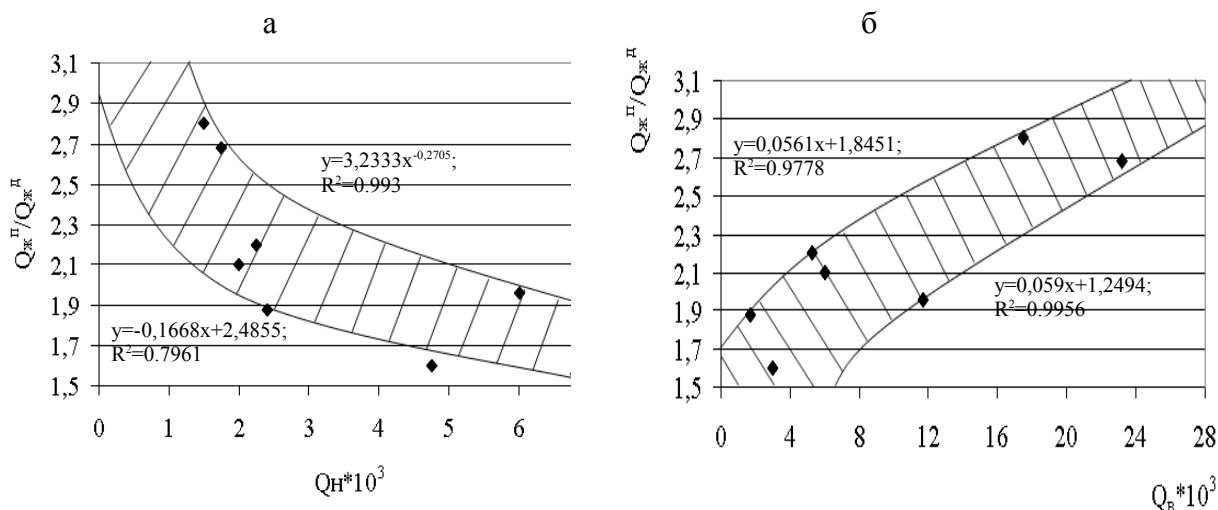 а
3,1
2,9
2,7
2,5
2,3
2,1
1,9
1,7
1,5
Qжᴨ/Qжᴰ
y=3,2333x⁻⁰,²⁷⁰⁵;
R²=0.993
y=-0,1668x+2,4855;
R²=0.7961
0 1 2 3 4 5 6
Qн*10³
б
3,1
2,9
2,7
2,5
2,3
2,1
1,9
1,7
1,5
Qжᴨ/Qжᴰ
y=0,0561x+1,8451;
R²=0.9778
y=0,059x+1,2494;
R²=0.9956
0 4 8 12 16 20 24 28
Qв*10³